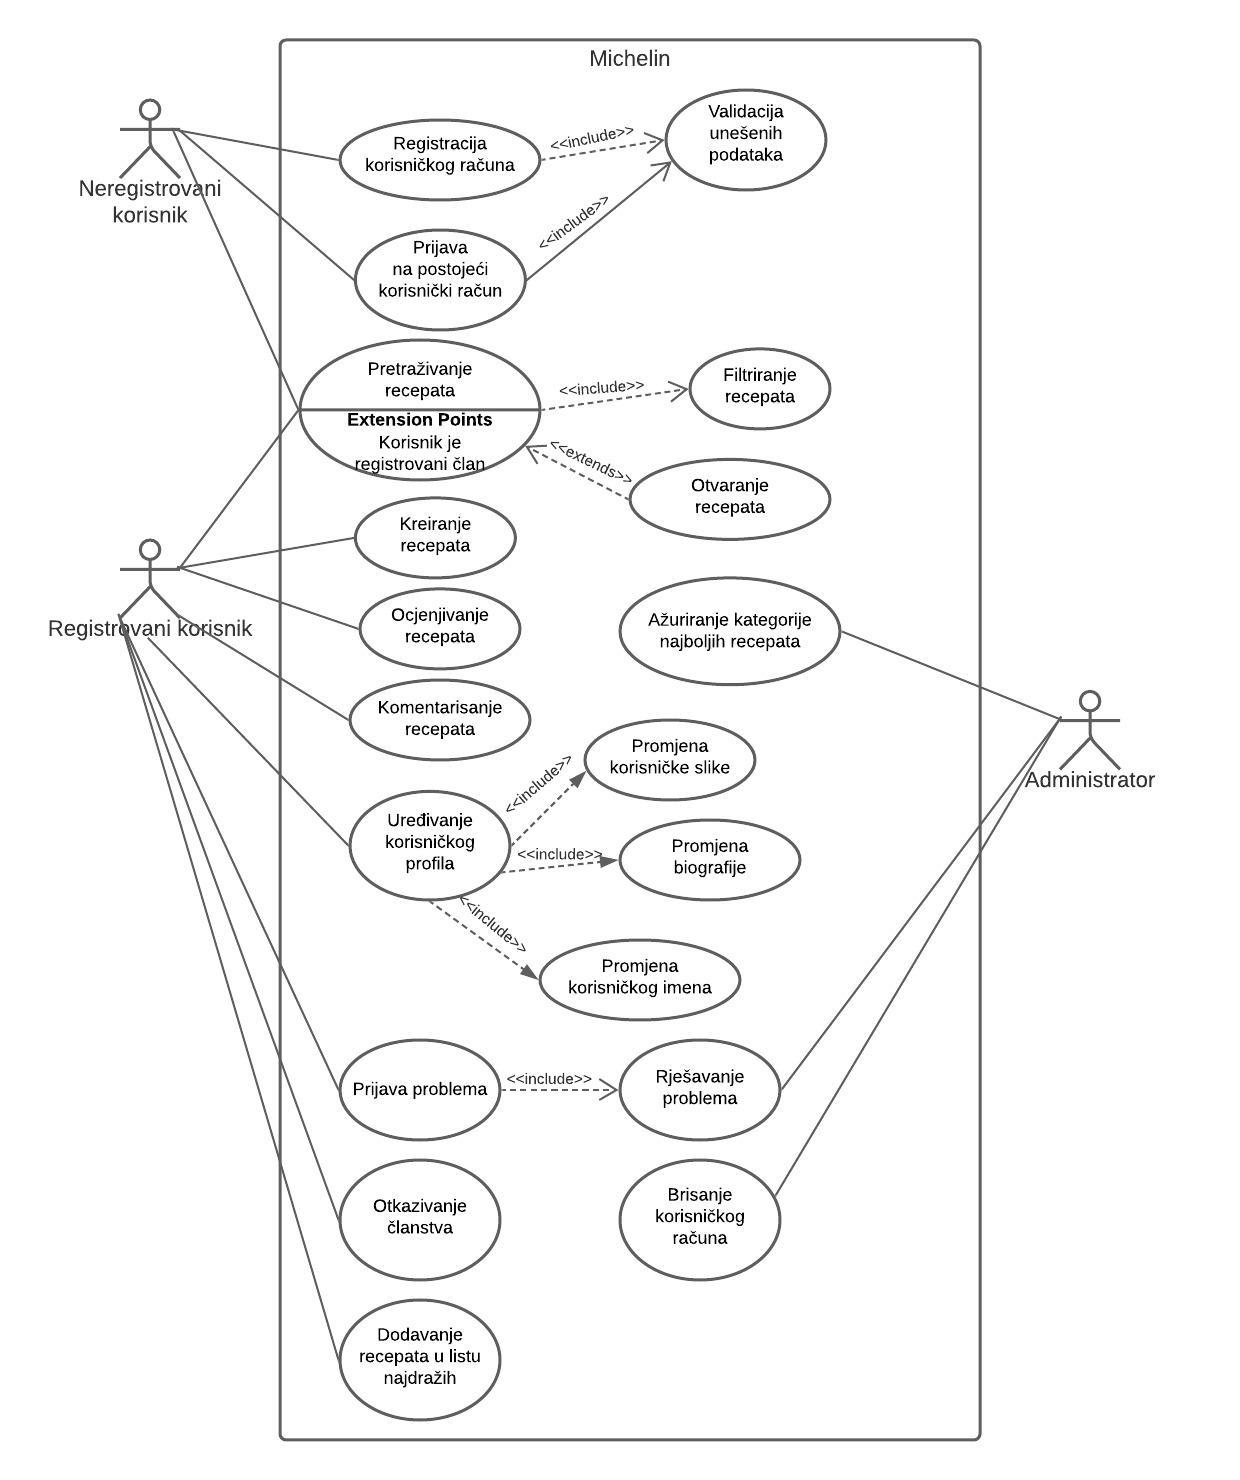 Michelin
Neregistrovani
korisnik
Registracija
korisničkog računa
<<include>>
Validacija
unešenih
podataka
Prijava
na postojeći
korisnički račun
<<include>>
Pretraživanje
recepata
Extension Points
Korisnik je
registrovani član
<<include>>
Filtriranje
recepata
<<extends>>
Otvaranje
recepata
Kreiranje
recepata
Registrovani korisnik
Ocjenjivanje
recepata
Ažuriranje kategorije
najboljih recepata
Komentarisanje
recepata
Administrator
Uređivanje
korisničkog
profila
<<include>>
Promjena
korisničke slike
<<include>>
Promjena
biografije
<<include>>
Promjena
korisničkog imena
Prijava problema
<<include>>
Rješavanje
problema
Otkazivanje
članstva
Brisanje
korisničkog
računa
Dodavanje
recepata u listu
najdražih